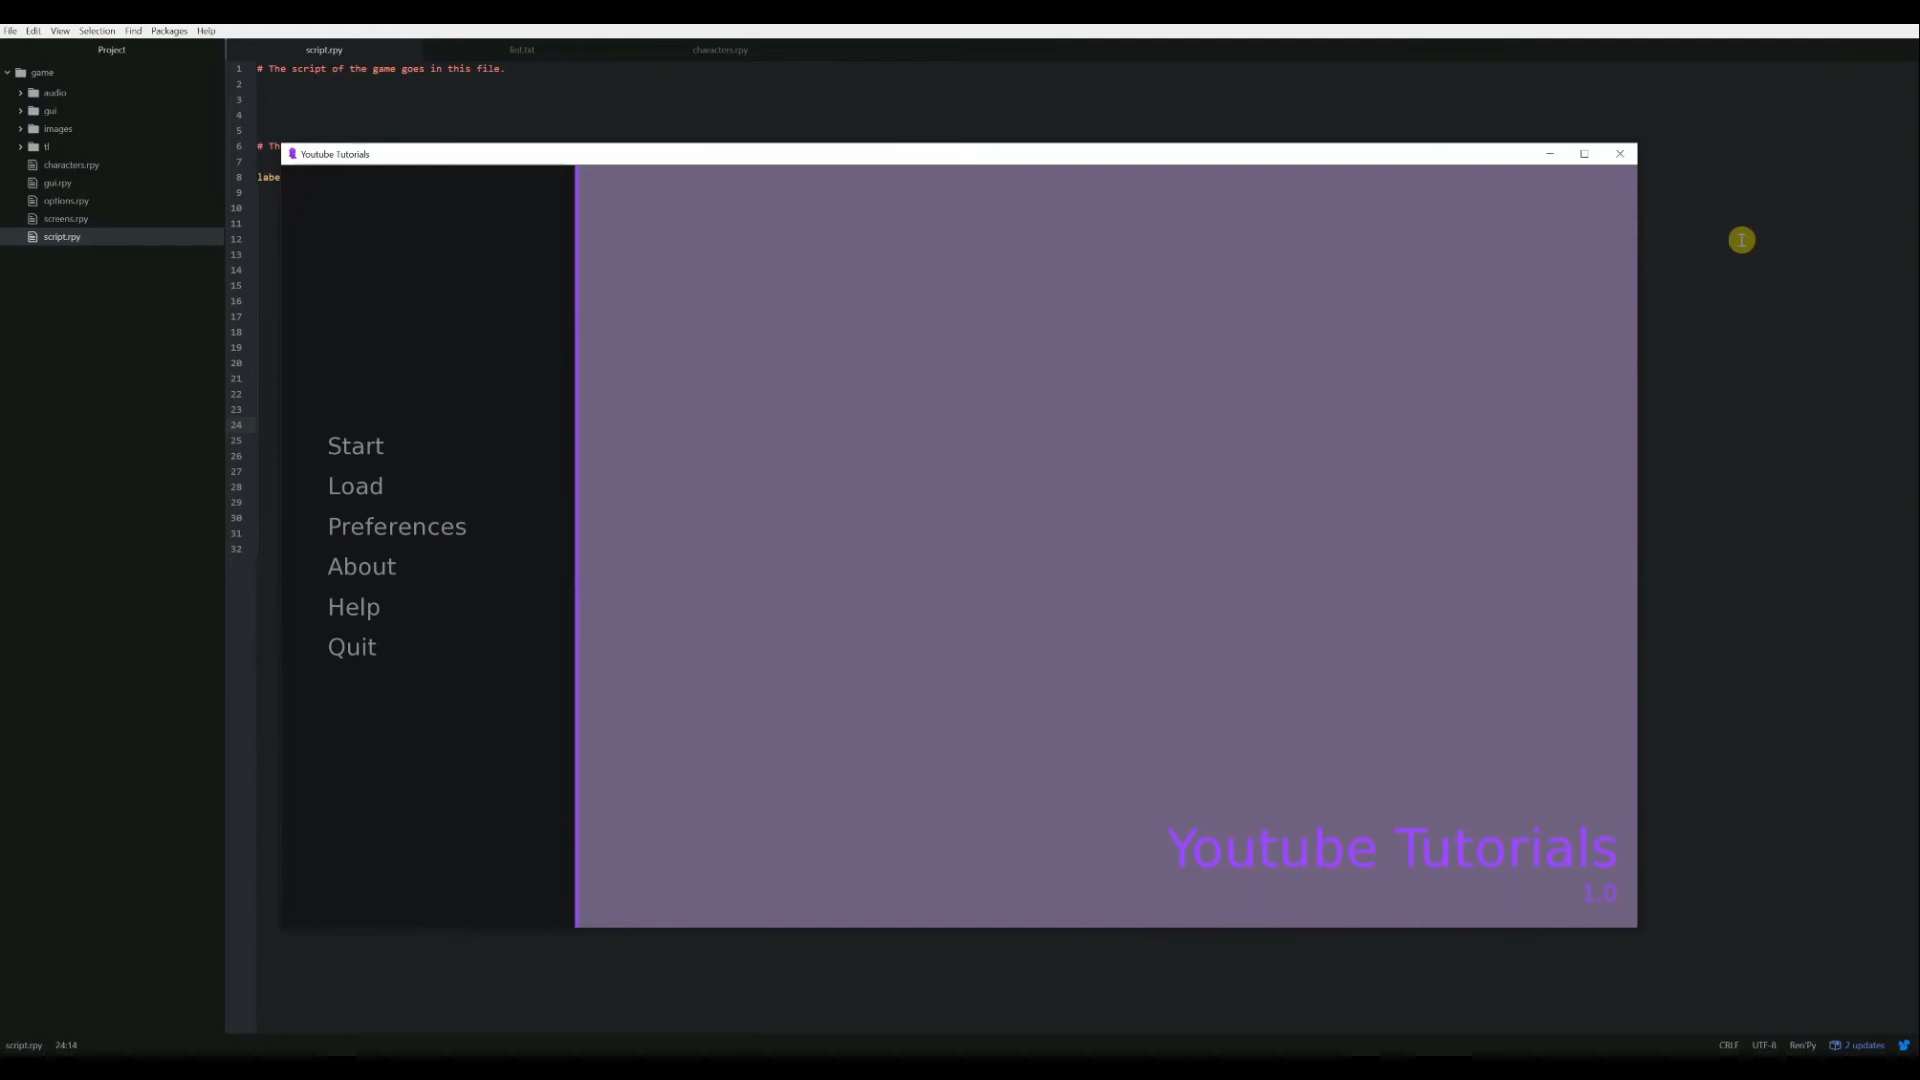 File Edit View Selection Find Packages Help
Project
script.rpy lint.txt characters.rpy
game
audio
gui
images
tl
characters.rpy
gui.rpy
options.rpy
screens.rpy
script.rpy
1 # The script of the game goes in this file.
2
3
4
5
6 # Th
7
8 labe
9
10
11
12
13
14
15
16
17
18
19
20
21
22
23
24
25
26
27
28
29
30
31
32
Youtube Tutorials
Start
Load
Preferences
About
Help
Quit
Youtube Tutorials
1.0
script.rpy 24:14
CRLF UTF-8 Ren'Py 2 updates